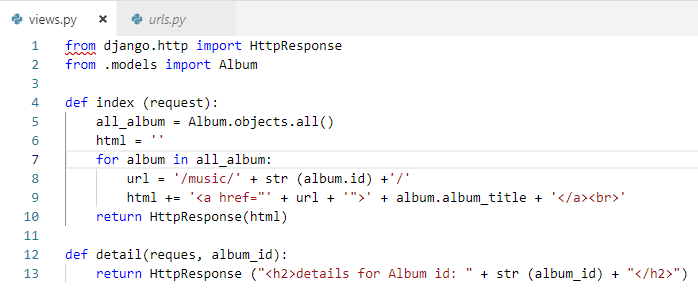 views.py × urls.py
1 from django.http import HttpResponse
2 from .models import Album
3
4 def index (request):
5     all_album = Album.objects.all()
6     html = ''
7     for album in all_album:
8         url = '/music/' + str (album.id) +'/'
9         html += '<a href="' + url + '">' + album.album_title + '</a><br>'
10     return HttpResponse(html)
11
12 def detail(reques, album_id):
13     return HttpResponse ("<h2>details for Album id: " + str (album_id) + "</h2>")